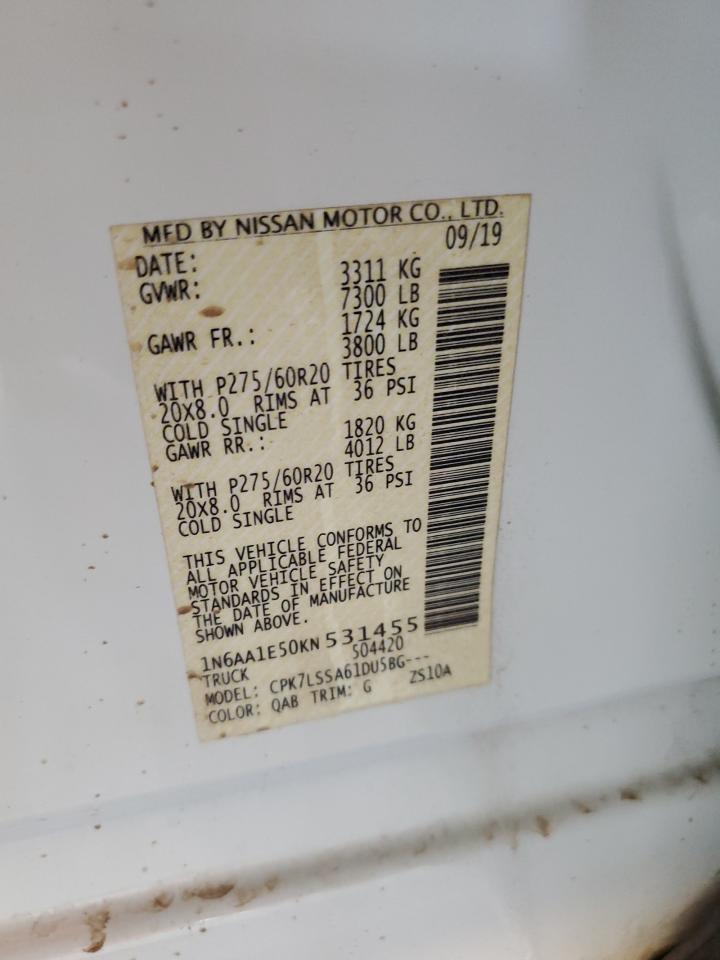 MFD BY NISSAN MOTOR CO., LTD.
DATE: 09/19
GVWR: 3311 KG
7300 LB
GAWR FR.: 1724 KG
3800 LB
WITH P275/60R20 TIRES
20X8.0 RIMS AT 36 PSI
COLD SINGLE
GAWR RR.: 1820 KG
4012 LB
WITH P275/60R20 TIRES
20X8.0 RIMS AT 36 PSI
COLD SINGLE
THIS VEHICLE CONFORMS TO
ALL APPLICABLE FEDERAL
MOTOR VEHICLE SAFETY
STANDARDS IN EFFECT ON
THE DATE OF MANUFACTURE
SHOWN ABOVE.
1N6AA1E50KN531455
TRUCK 504420
MODEL: CPK7LSSA61DU5BG---
COLOR: QAB TRIM: G ZS10A